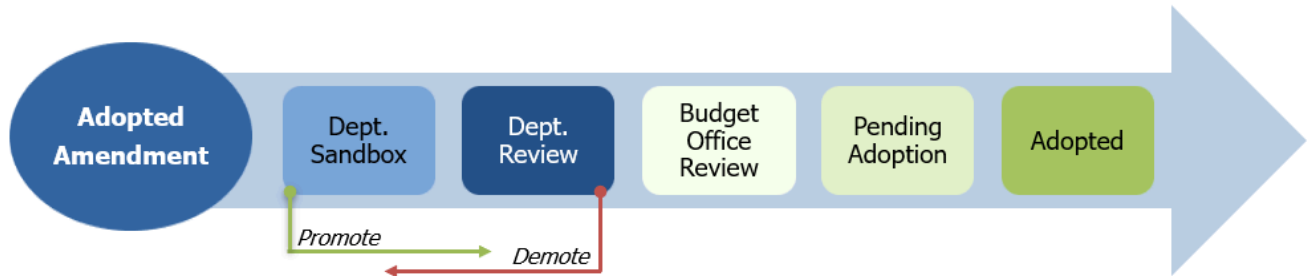 Adopted
Amendment
Dept.
Sandbox
Dept.
Review
Budget
Office
Review
Pending
Adoption
Adopted
Promote
Demote